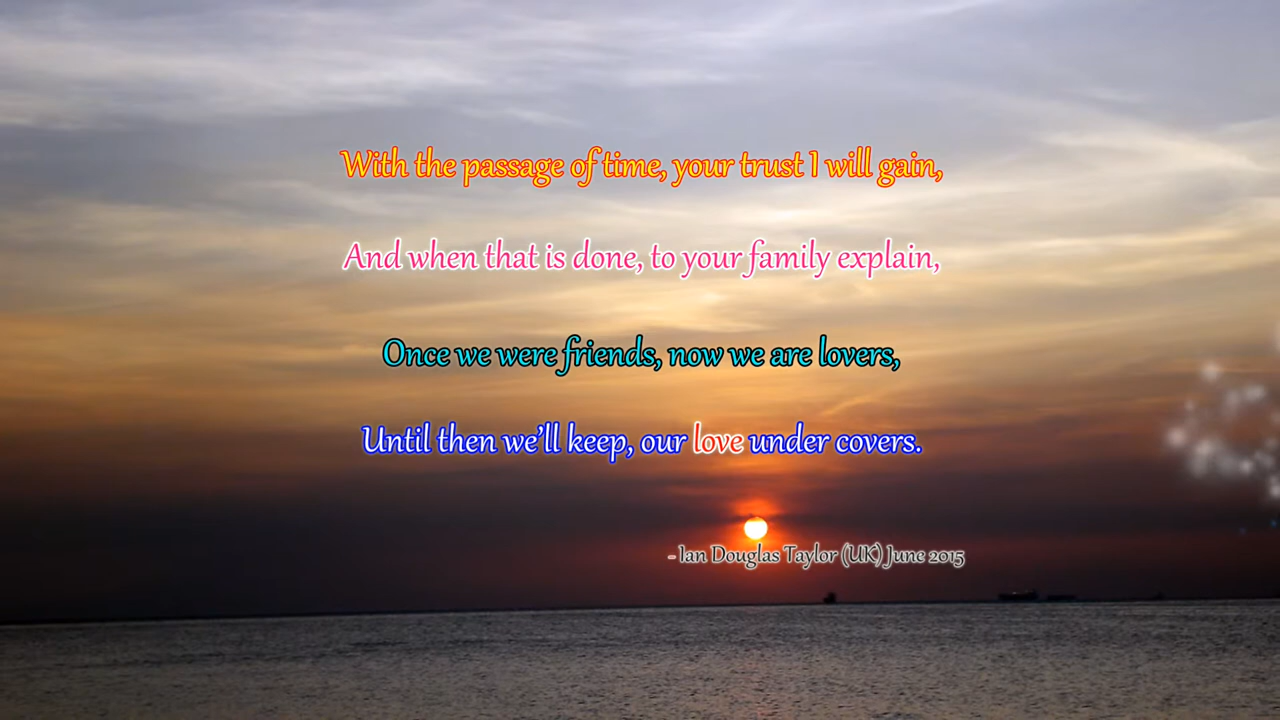 With the passage of time, your trust I will gain,
And when that is done, to your family explain,
Once we were friends, now we are lovers,
Until then we'll keep, our love under covers.
- Ian Douglas Taylor (UK) June 2015